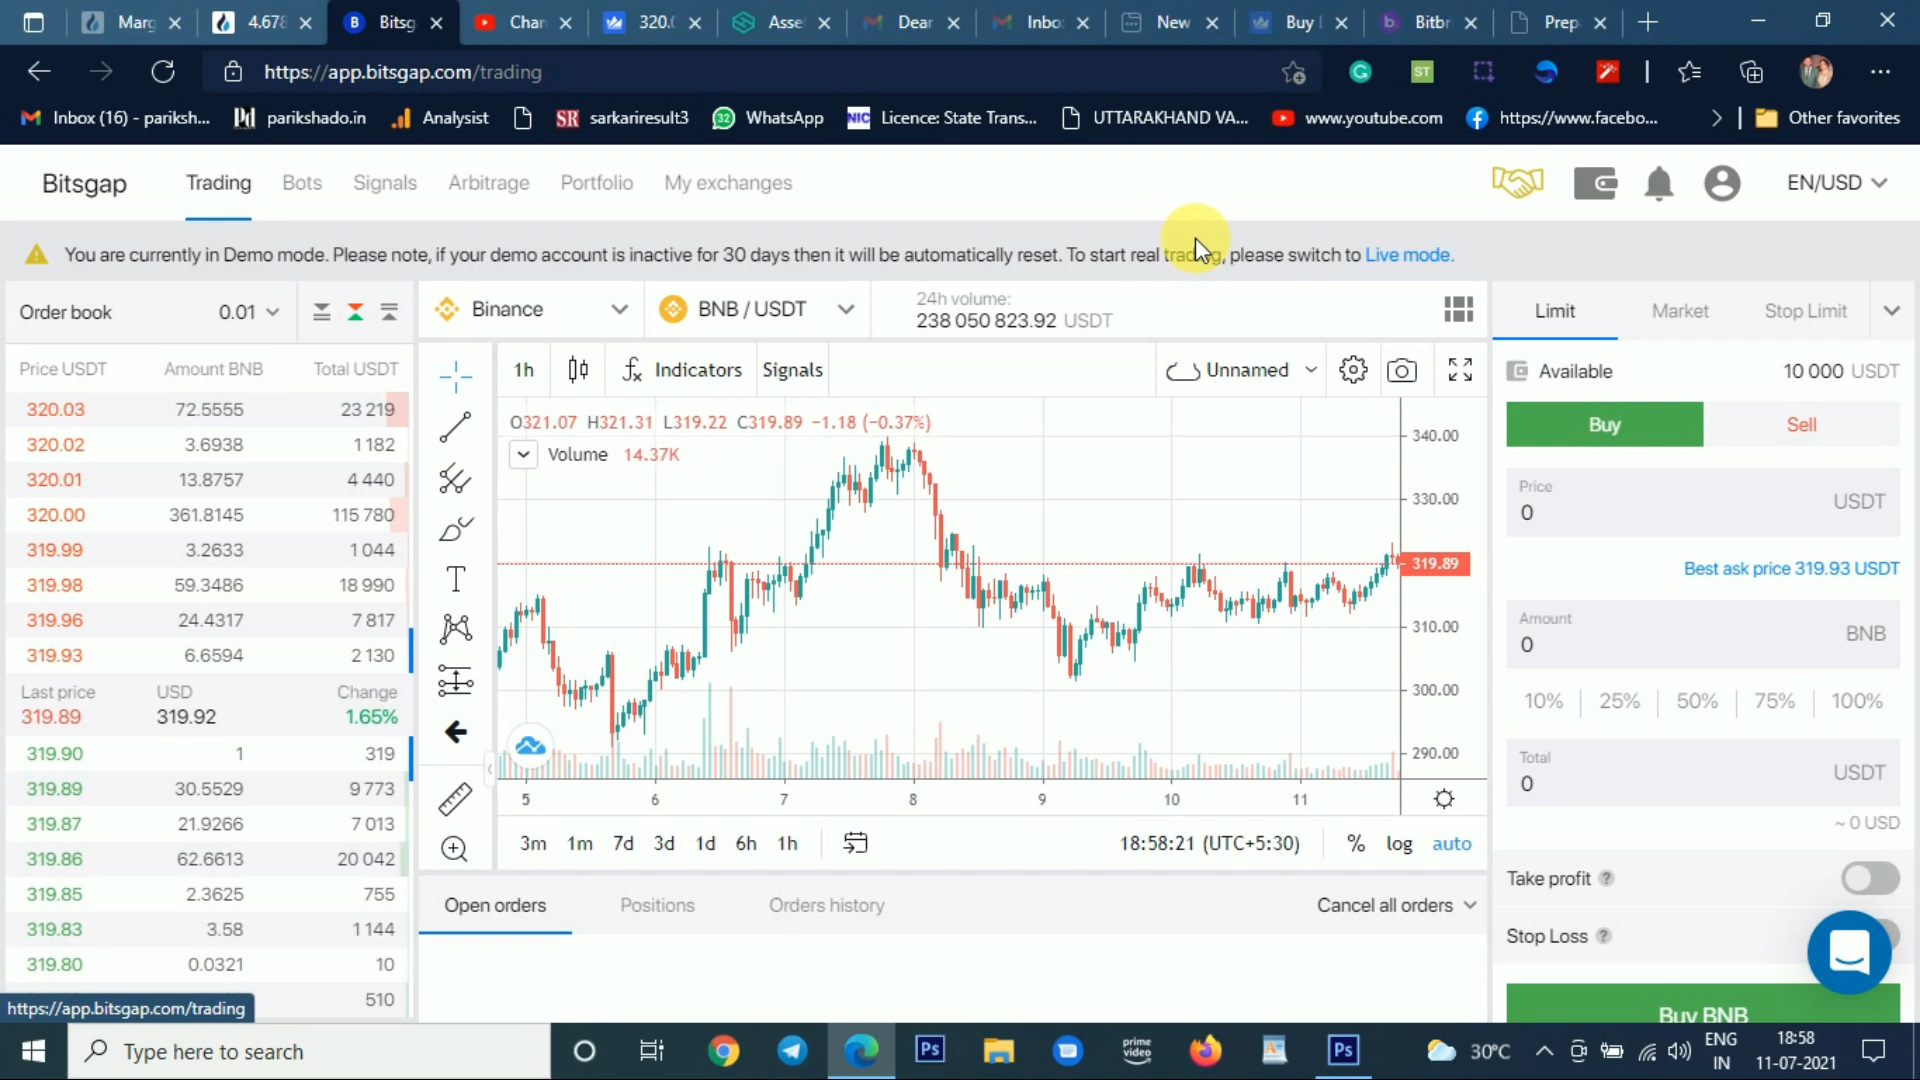 Marg
4.678
Bitsg
Chan
320.0
Asse
Dear
Inbo
New
Buy
Bitbr
Prep
https://app.bitsgap.com/trading
Inbox (16) - pariksh...
parikshado.in
Analysist
SR sarkariresult3
32 WhatsApp
NIC Licence: State Trans...
UTTARAKHAND VA...
www.youtube.com
https://www.facebo...
Other favorites
Bitsgap
Trading
Bots
Signals
Arbitrage
Portfolio
My exchanges
EN/USD
You are currently in Demo mode. Please note, if your demo account is inactive for 30 days then it will be automatically reset. To start real trading, please switch to Live mode.
Order book
0.01
Price USDT Amount BNB Total USDT
320.03 72.5555 23 219
320.02 3.6938 1 182
320.01 13.8757 4 440
320.00 361.8145 115 780
319.99 3.2633 1 044
319.98 59.3486 18 990
319.96 24.4317 7 817
319.93 6.6594 2 130
Last price USD Change
319.89 319.92 1.65%
319.90 1 319
319.89 30.5529 9 773
319.87 21.9266 7 013
319.86 62.6613 20 042
319.85 2.3625 755
319.83 3.58 1 144
319.80 0.0321 10
510
https://app.bitsgap.com/trading
Binance
BNB / USDT
24h volume:
238 050 823.92 USDT
1h
Indicators
Signals
Unnamed
O321.07 H321.31 L319.22 C319.89 −1.18 (−0.37%)
Volume 14.37K
340.00
330.00
319.89
310.00
300.00
290.00
5 6 7 8 9 10 11
3m 1m 7d 3d 1d 6h 1h
18:58:21 (UTC+5:30)
% log auto
Open orders
Positions
Orders history
Cancel all orders
Limit
Market
Stop Limit
Available 10 000 USDT
Buy
Sell
Price
0 USDT
Best ask price 319.93 USDT
Amount
0 BNB
10% 25% 50% 75% 100%
Total
0 USDT
~ 0 USD
Take profit ?
Stop Loss ?
Buy BNB
Type here to search
Ps
prime video
Ps
30°C
ENG
IN
18:58
11-07-2021